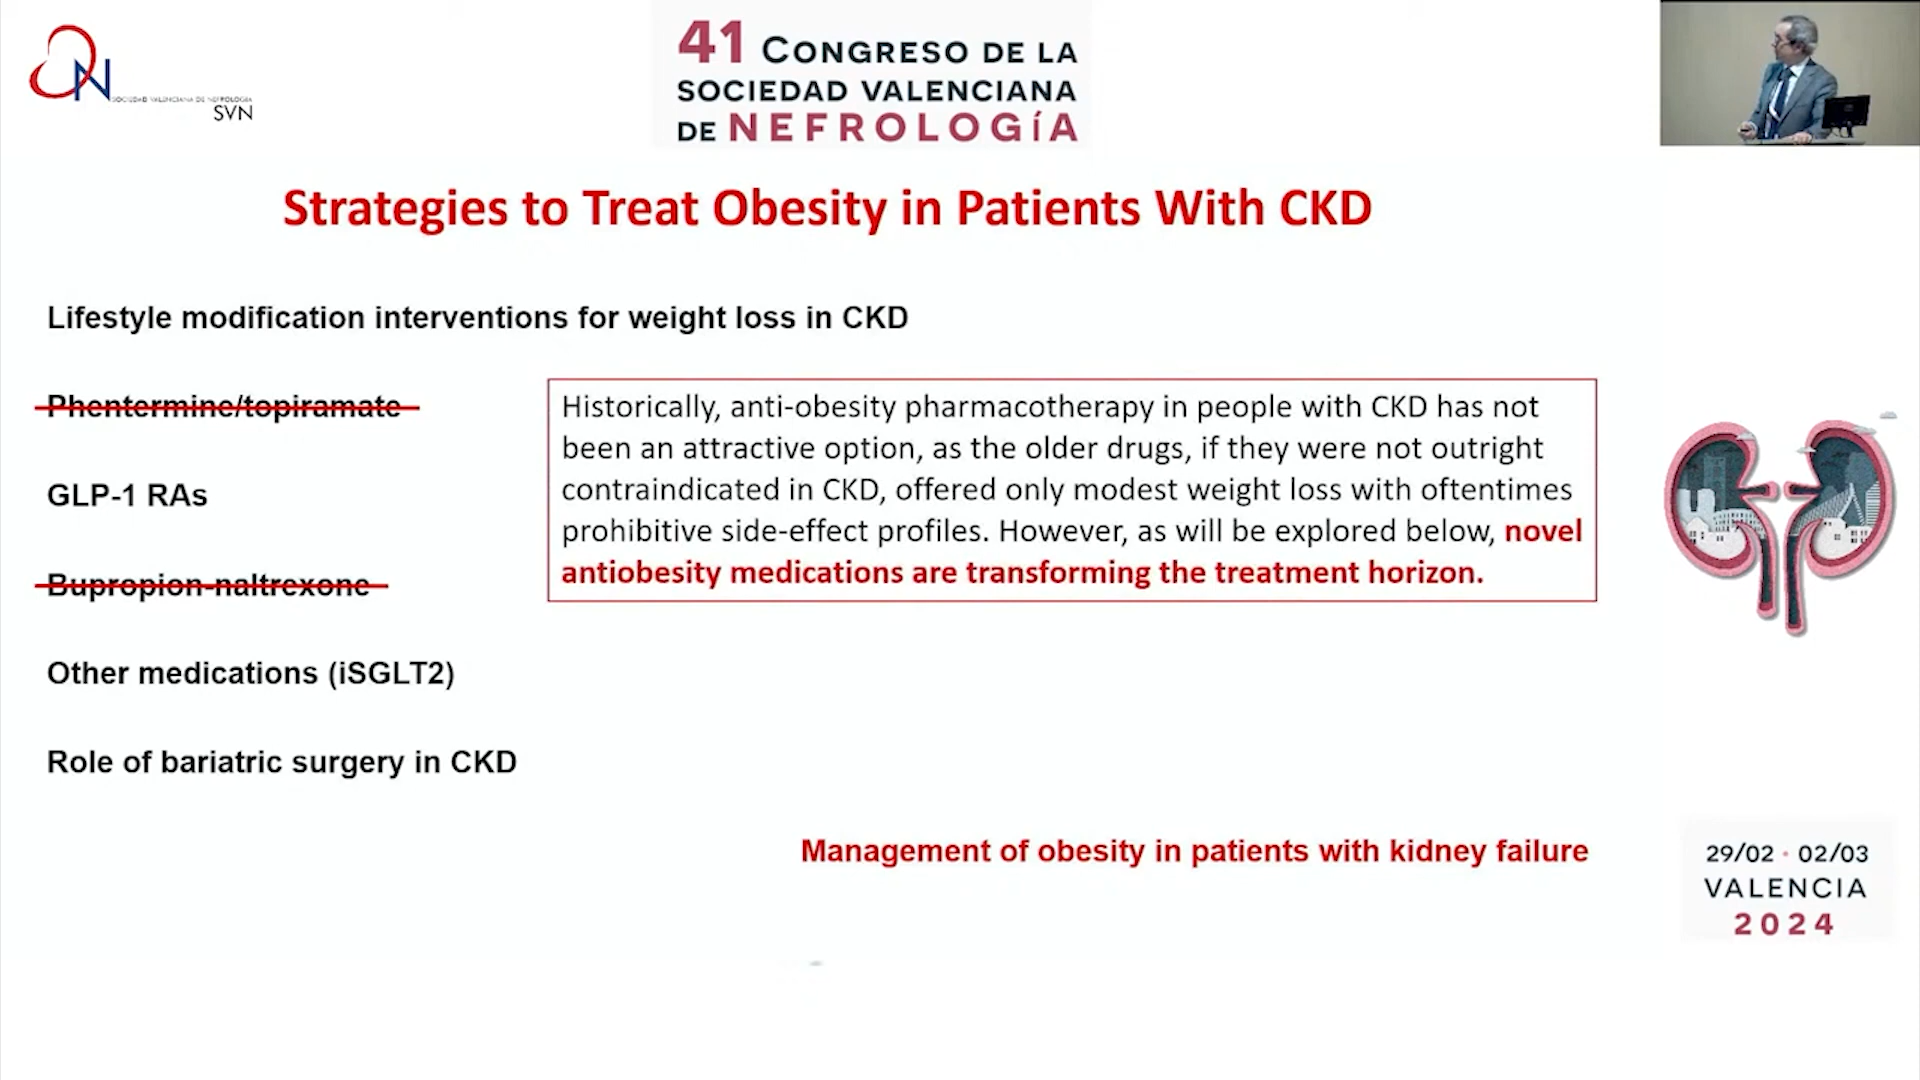 SOCIEDAD VALENCIANA DE NEFROLOGIA
SVN
41 CONGRESO DE LA
SOCIEDAD VALENCIANA
DE NEFROLOGíA
Strategies to Treat Obesity in Patients With CKD
Lifestyle modification interventions for weight loss in CKD
Phentermine/topiramate
GLP-1 RAs
Bupropion-naltrexone
Other medications (iSGLT2)
Role of bariatric surgery in CKD
Historically, anti-obesity pharmacotherapy in people with CKD has not
been an attractive option, as the older drugs, if they were not outright
contraindicated in CKD, offered only modest weight loss with oftentimes
prohibitive side-effect profiles. However, as will be explored below, novel
antiobesity medications are transforming the treatment horizon.
Management of obesity in patients with kidney failure
29/02 • 02/03
VALENCIA
2024